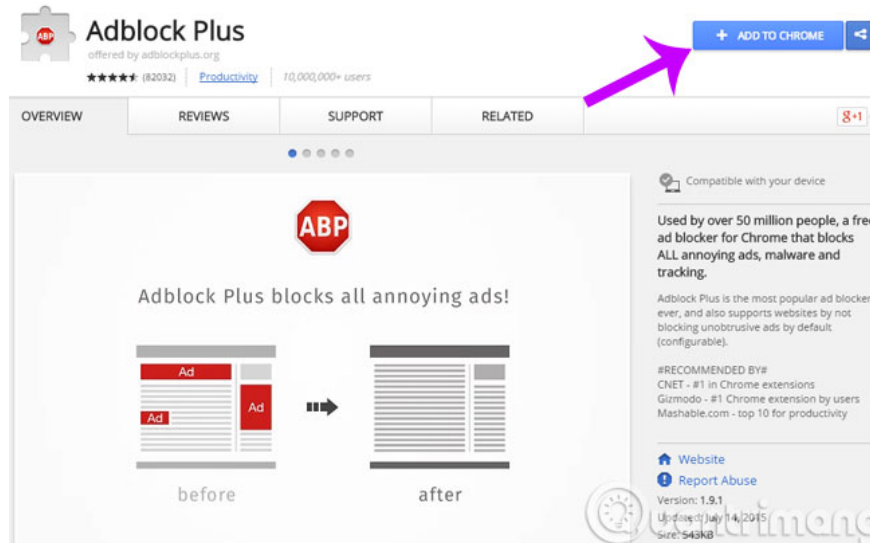 ABP
Adblock Plus
offered by adblockplus.org
(82032)
Productivity
10,000,000+ users
+ ADD TO CHROME
OVERVIEW
REVIEWS
SUPPORT
RELATED
g+1
ABP
Adblock Plus blocks all annoying ads!
Ad
Ad
Ad
before
after
Compatible with your device
Used by over 50 million people, a free
ad blocker for Chrome that blocks
ALL annoying ads, malware and
tracking.
Adblock Plus is the most popular ad blocker
ever, and also supports websites by not
blocking unobtrusive ads by default
(configurable).
#RECOMMENDED BY#
CNET - #1 in Chrome extensions
Gizmodo - #1 Chrome extension by users
Mashable.com - top 10 for productivity
Website
Report Abuse
Version: 1.9.1
Updated: July 14, 2015
Size: 543KB
quantrimang